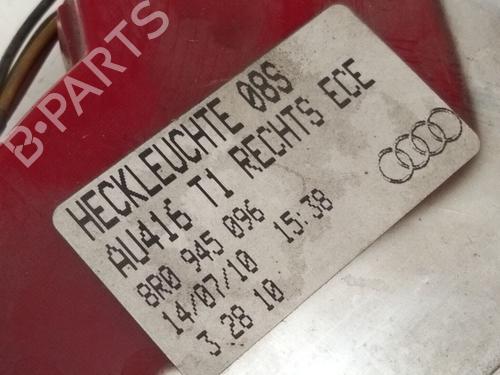 B-PARTS
HECKLEUCHTE 08S
AU416 T1 RECHTS ECE
8R0 945 096
14/07/10 15:38
3.28 10